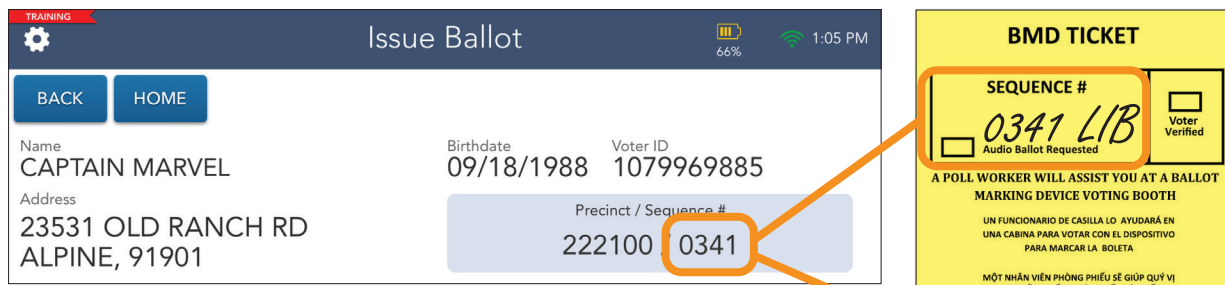 TRAINING
Issue Ballot
66%
1:05 PM
BACK
HOME
Name
CAPTAIN MARVEL
Birthdate
09/18/1988
Voter ID
1079969885
Address
23531 OLD RANCH RD
ALPINE, 91901
Precinct / Sequence #
222100 / 0341
BMD TICKET
SEQUENCE #
0341 LIB
Audio Ballot Requested
Voter
Verified
A POLL WORKER WILL ASSIST YOU AT A BALLOT
MARKING DEVICE VOTING BOOTH
UN FUNCIONARIO DE CASILLA LO AYUDARÁ EN
UNA CABINA PARA VOTAR CON EL DISPOSITIVO
PARA MARCAR LA BOLETA
MỘT NHÂN VIÊN PHÒNG PHIẾU SẼ GIÚP QUÝ VỊ